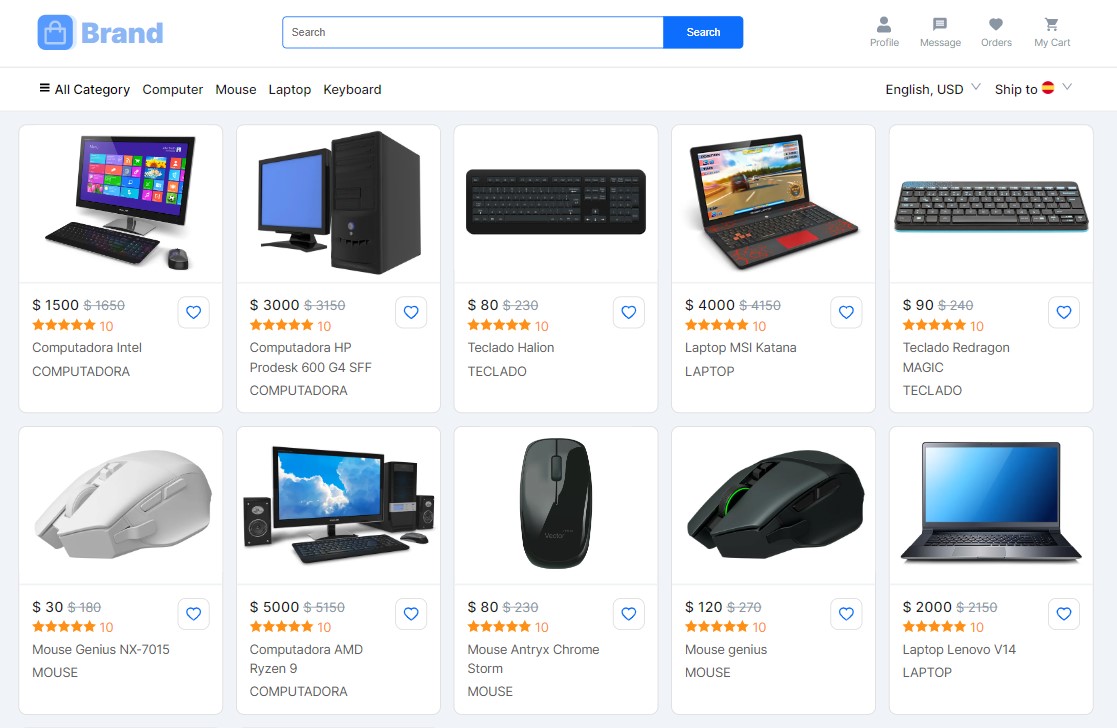 Brand
Search
Search
Profile
Message
Orders
My Cart
All Category
Computer
Mouse
Laptop
Keyboard
English, USD
Ship to
$ 1500 $ 1650
10
Computadora Intel
COMPUTADORA
$ 3000 $ 3150
10
Computadora HP
Prodesk 600 G4 SFF
COMPUTADORA
$ 80 $ 230
10
Teclado Halion
TECLADO
$ 4000 $ 4150
10
Laptop MSI Katana
LAPTOP
$ 90 $ 240
10
Teclado Redragon
MAGIC
TECLADO
$ 30 $ 180
10
Mouse Genius NX-7015
MOUSE
$ 5000 $ 5150
10
Computadora AMD
Ryzen 9
COMPUTADORA
$ 80 $ 230
10
Mouse Antryx Chrome
Storm
MOUSE
$ 120 $ 270
10
Mouse genius
MOUSE
$ 2000 $ 2150
10
Laptop Lenovo V14
LAPTOP